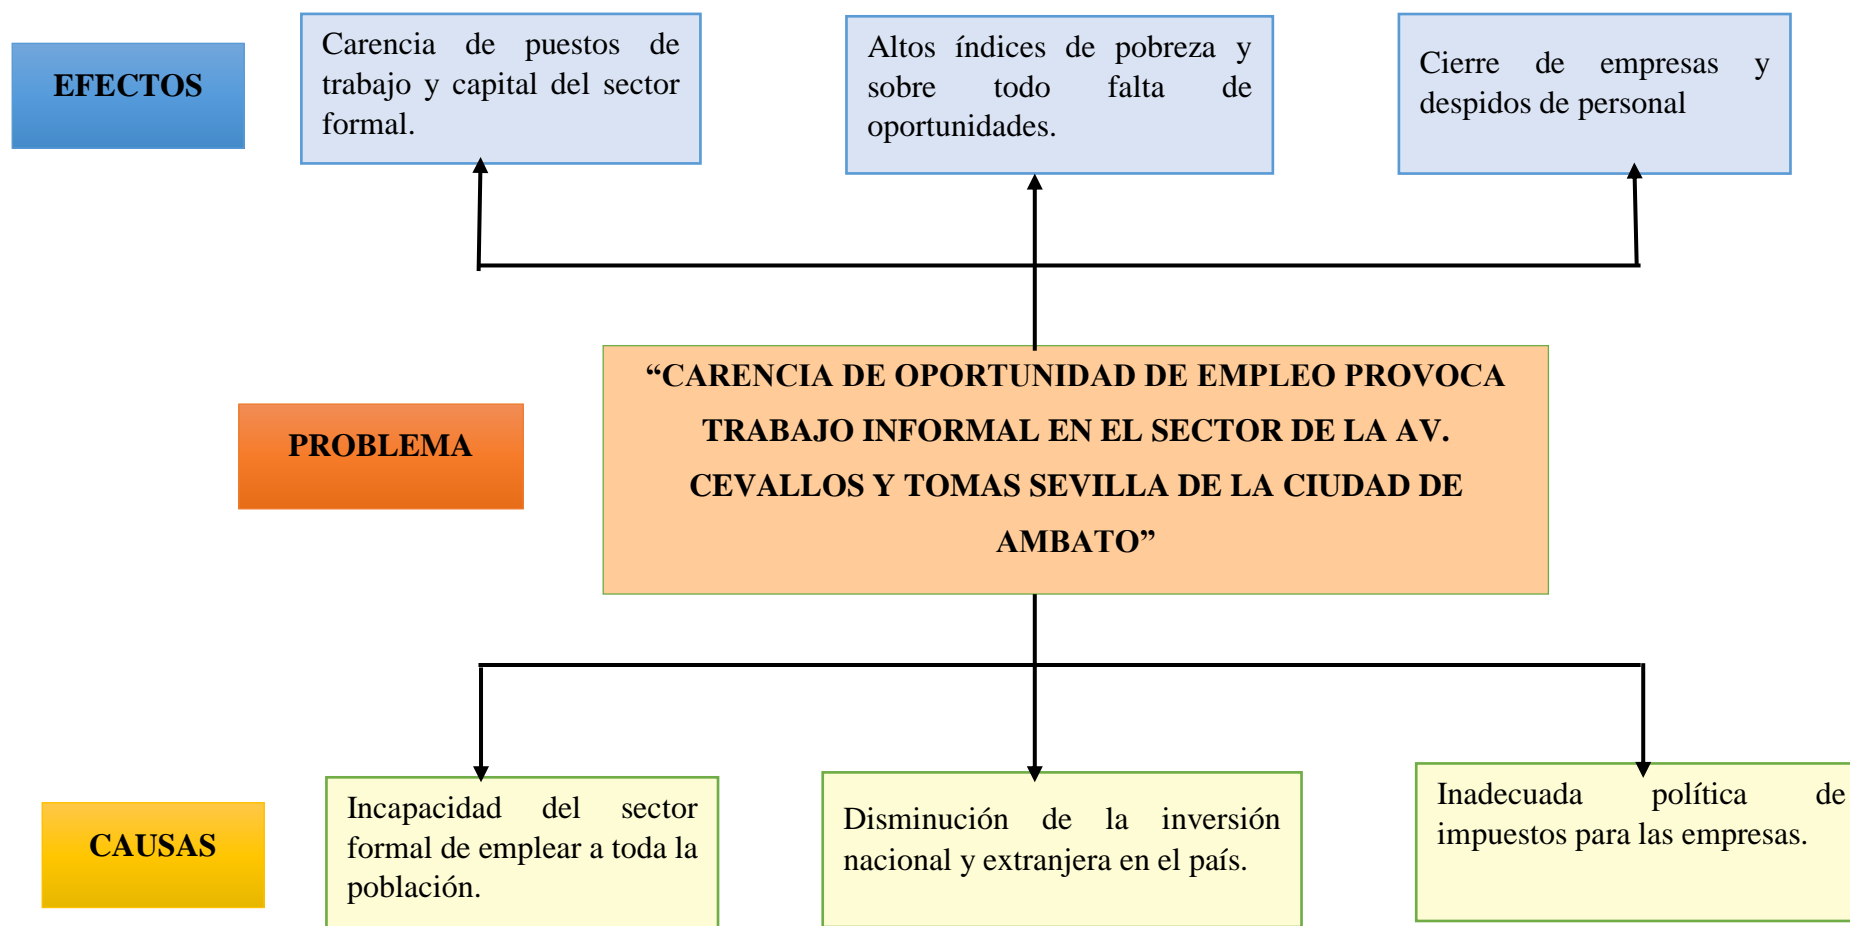 EFECTOS
Carencia de puestos de
trabajo y capital del sector
formal.
Altos índices de pobreza y
sobre todo falta de
oportunidades.
Cierre de empresas y
despidos de personal
PROBLEMA
“CARENCIA DE OPORTUNIDAD DE EMPLEO PROVOCA
TRABAJO INFORMAL EN EL SECTOR DE LA AV.
CEVALLOS Y TOMAS SEVILLA DE LA CIUDAD DE
AMBATO”
CAUSAS
Incapacidad del sector
formal de emplear a toda la
población.
Disminución de la inversión
nacional y extranjera en el país.
Inadecuada política de
impuestos para las empresas.